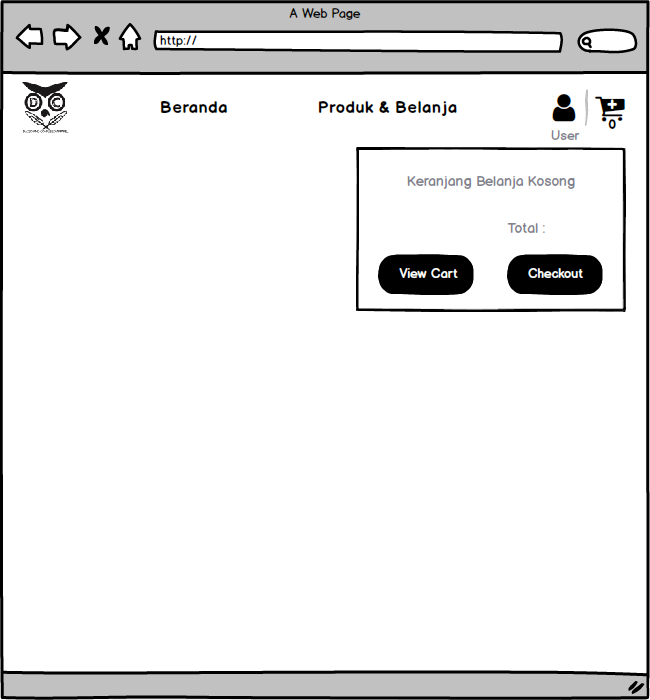 A Web Page
http://
D C
Beranda
Produk & Belanja
0
User
Keranjang Belanja Kosong
Total :
View Cart
Checkout